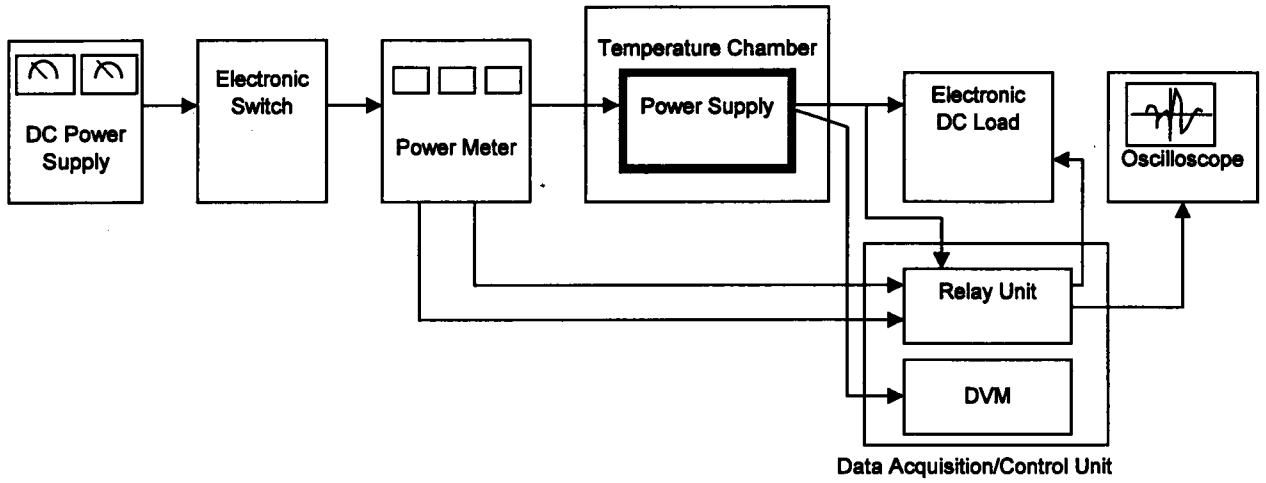 Temperature Chamber
DC Power
Supply
Electronic
Switch
Power Meter
Power Supply
Electronic
DC Load
Oscilloscope
Relay Unit
DVM
Data Acquisition/Control Unit